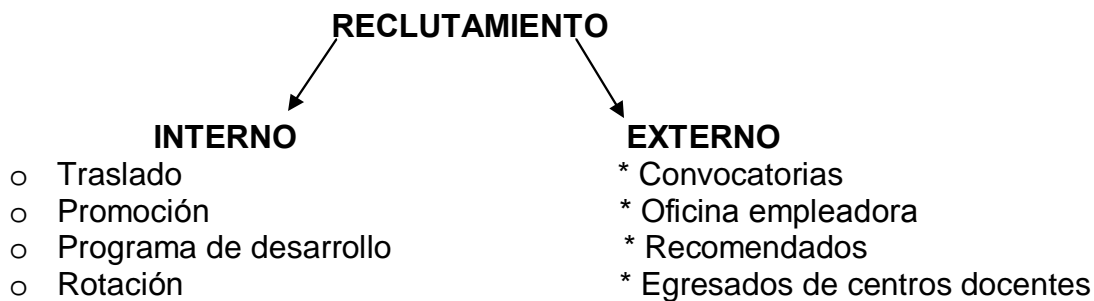 RECLUTAMIENTO
INTERNO EXTERNO
o Traslado * Convocatorias
o Promoción * Oficina empleadora
o Programa de desarrollo * Recomendados
o Rotación * Egresados de centros docentes